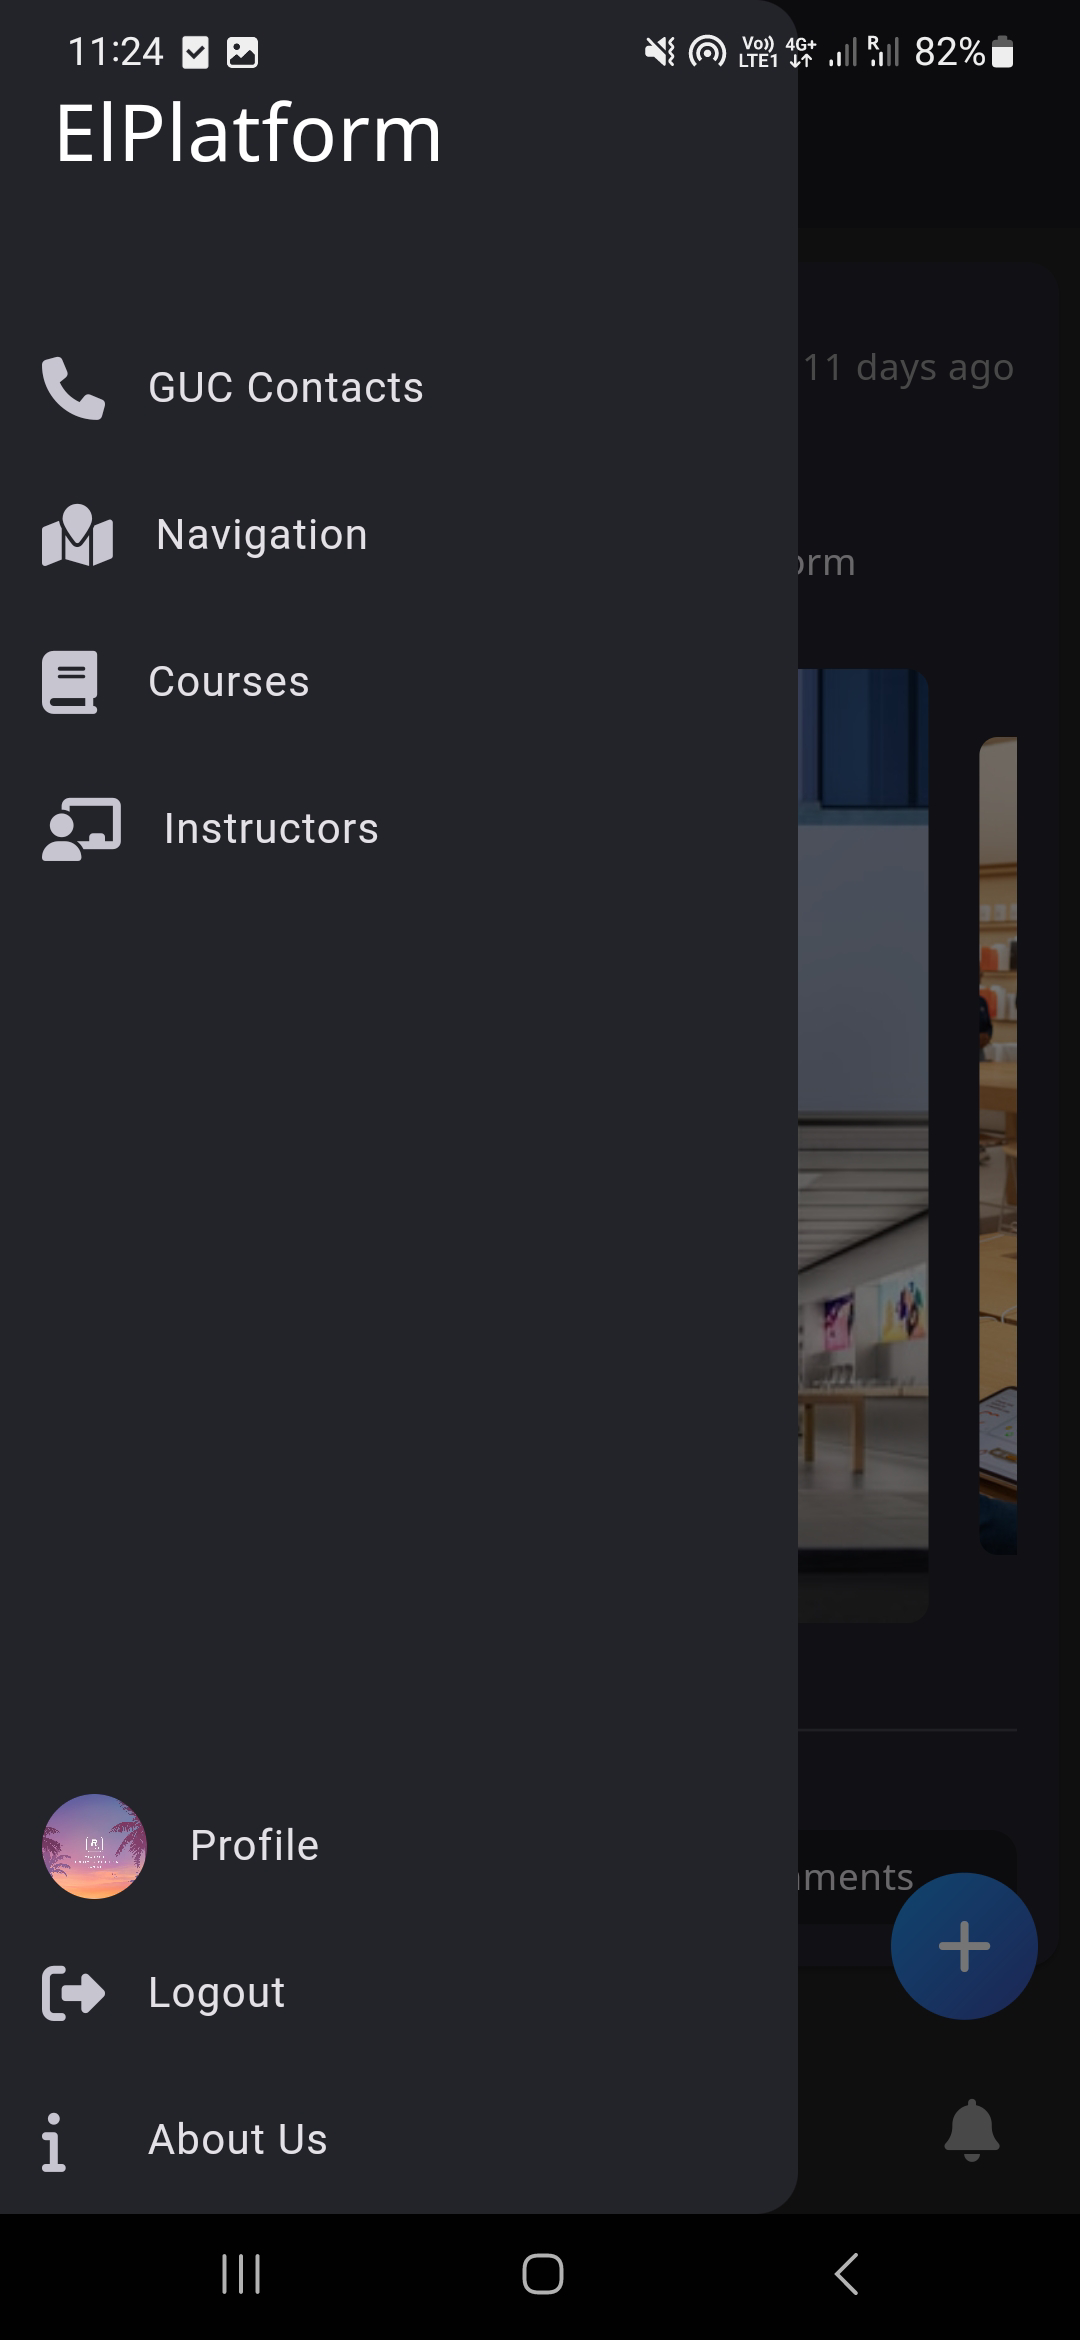 11:24
Vo)) LTE1 4G+ R 82%
ElPlatform
GUC Contacts
11 days ago
Navigation
orm
Courses
Instructors
Profile
ments
Logout
About Us